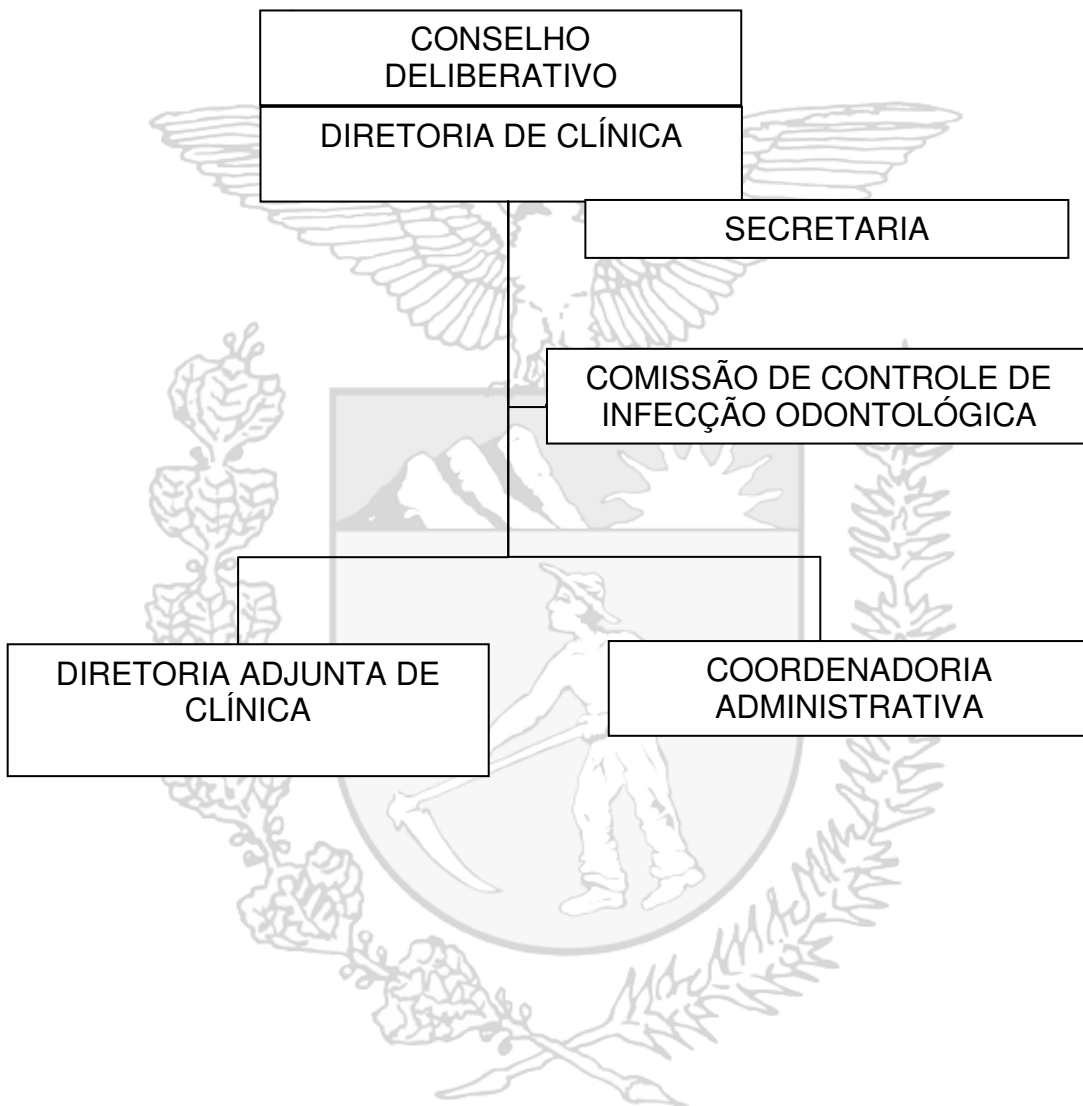 CONSELHO
DELIBERATIVO
DIRETORIA DE CLÍNICA
SECRETARIA
COMISSÃO DE CONTROLE DE
INFECÇÃO ODONTOLÓGICA
DIRETORIA ADJUNTA DE
CLÍNICA
COORDENADORIA
ADMINISTRATIVA